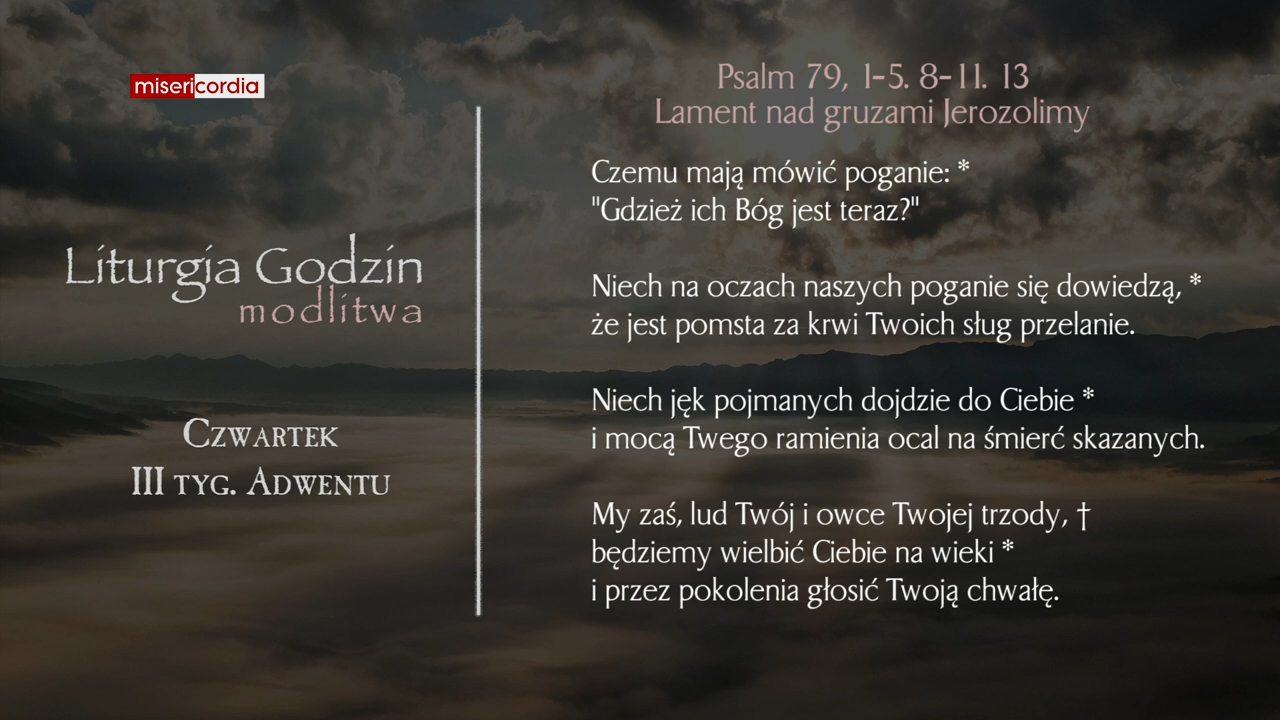 misericordia
Liturgia Godzin
modlitwa
Czwartek
III tyg. Adwentu
Psalm 79, 1-5. 8-11. 13
Lament nad gruzami Jerozolimy
Czemu mają mówić poganie: *
"Gdzież ich Bóg jest teraz?"
Niech na oczach naszych poganie się dowiedzą, *
że jest pomsta za krwi Twoich sług przelanie.
Niech jęk pojmanych dojdzie do Ciebie *
i mocą Twego ramienia ocal na śmierć skazanych.
My zaś, lud Twój i owce Twojej trzody, †
będziemy wielbić Ciebie na wieki *
i przez pokolenia głosić Twoją chwałę.